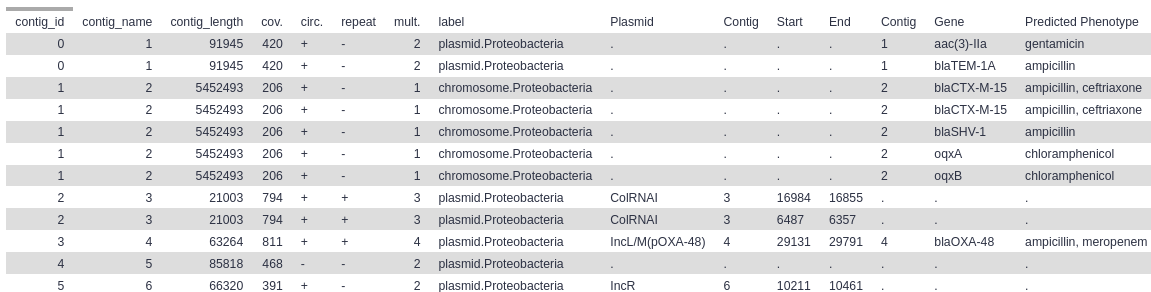 contig_id contig_name contig_length cov. circ. repeat mult. label Plasmid Contig Start End Contig Gene Predicted Phenotype
0 1 91945 420 + - 2 plasmid.Proteobacteria . . . . 1 aac(3)-IIa gentamicin
0 1 91945 420 + - 2 plasmid.Proteobacteria . . . . 1 blaTEM-1A ampicillin
1 2 5452493 206 + - 1 chromosome.Proteobacteria . . . . 2 blaCTX-M-15 ampicillin, ceftriaxone
1 2 5452493 206 + - 1 chromosome.Proteobacteria . . . . 2 blaCTX-M-15 ampicillin, ceftriaxone
1 2 5452493 206 + - 1 chromosome.Proteobacteria . . . . 2 blaSHV-1 ampicillin
1 2 5452493 206 + - 1 chromosome.Proteobacteria . . . . 2 oqxA chloramphenicol
1 2 5452493 206 + - 1 chromosome.Proteobacteria . . . . 2 oqxB chloramphenicol
2 3 21003 794 + + 3 plasmid.Proteobacteria ColRNAI 3 16984 16855 . . .
2 3 21003 794 + + 3 plasmid.Proteobacteria ColRNAI 3 6487 6357 . . .
3 4 63264 811 + + 4 plasmid.Proteobacteria IncL/M(pOXA-48) 4 29131 29791 4 blaOXA-48 ampicillin, meropenem
4 5 85818 468 - - 2 plasmid.Proteobacteria . . . . . . .
5 6 66320 391 + - 2 plasmid.Proteobacteria IncR 6 10211 10461 . . .